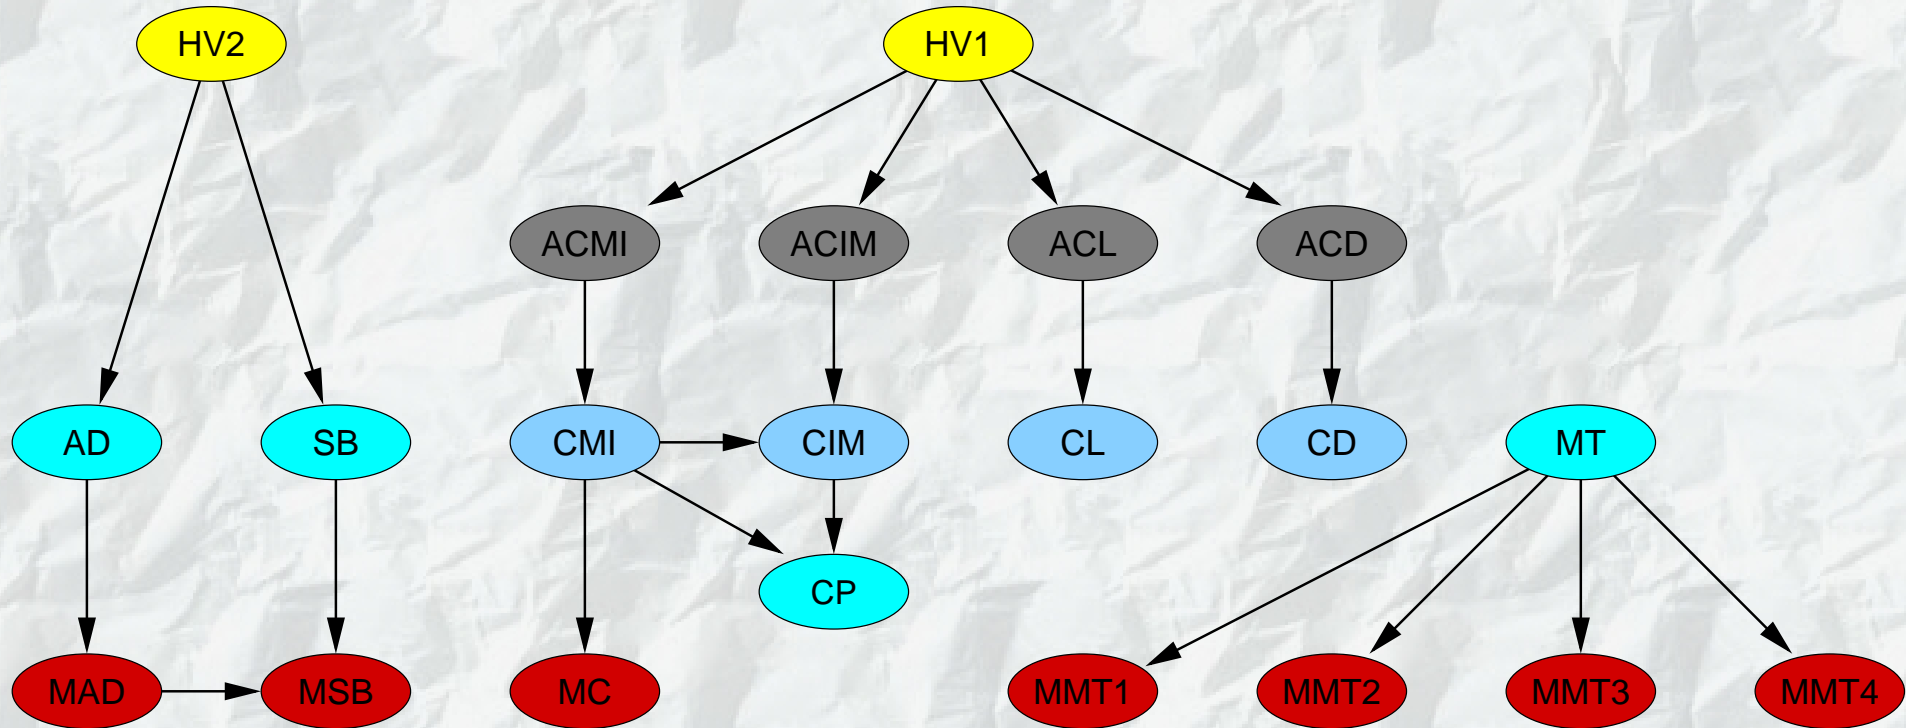 HV2
HV1
ACMI
ACIM
ACL
ACD
AD
SB
CMI
CIM
CL
CD
MT
CP
MAD
MSB
MC
MMT1
MMT2
MMT3
MMT4